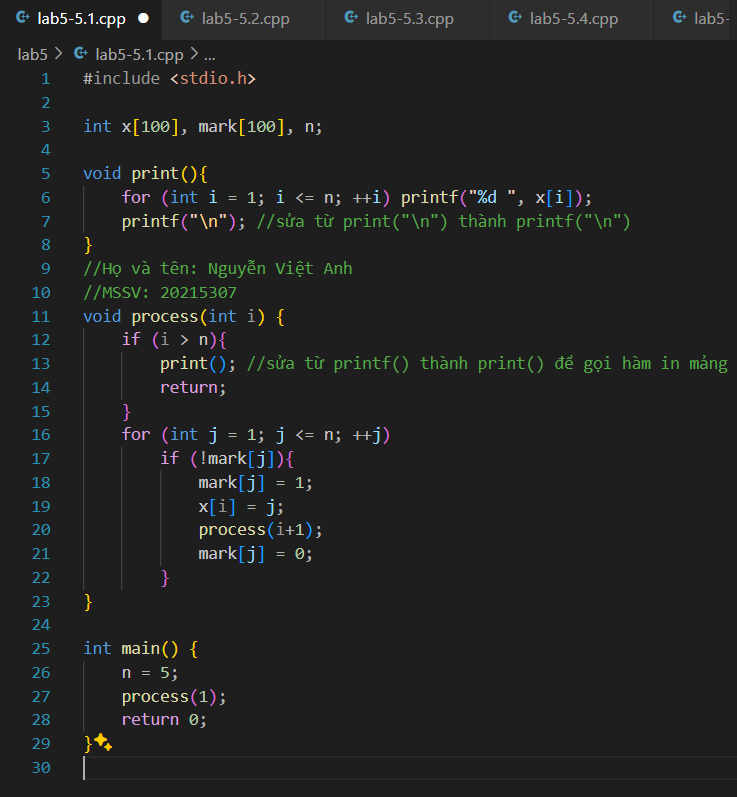 lab5-5.1.cpp lab5-5.2.cpp lab5-5.3.cpp lab5-5.4.cpp lab5-
lab5 > lab5-5.1.cpp > ...
1 #include <stdio.h>
2
3 int x[100], mark[100], n;
4
5 void print(){
6 for (int i = 1; i <= n; ++i) printf("%d ", x[i]);
7 printf("\n"); //sửa từ print("\n") thành printf("\n")
8 }
9 //Họ và tên: Nguyễn Việt Anh
10 //MSSV: 20215307
11 void process(int i) {
12 if (i > n){
13 print(); //sửa từ printf() thành print() để gọi hàm in mảng
14 return;
15 }
16 for (int j = 1; j <= n; ++j)
17 if (!mark[j]){
18 mark[j] = 1;
19 x[i] = j;
20 process(i+1);
21 mark[j] = 0;
22 }
23 }
24
25 int main() {
26 n = 5;
27 process(1);
28 return 0;
29 }
30